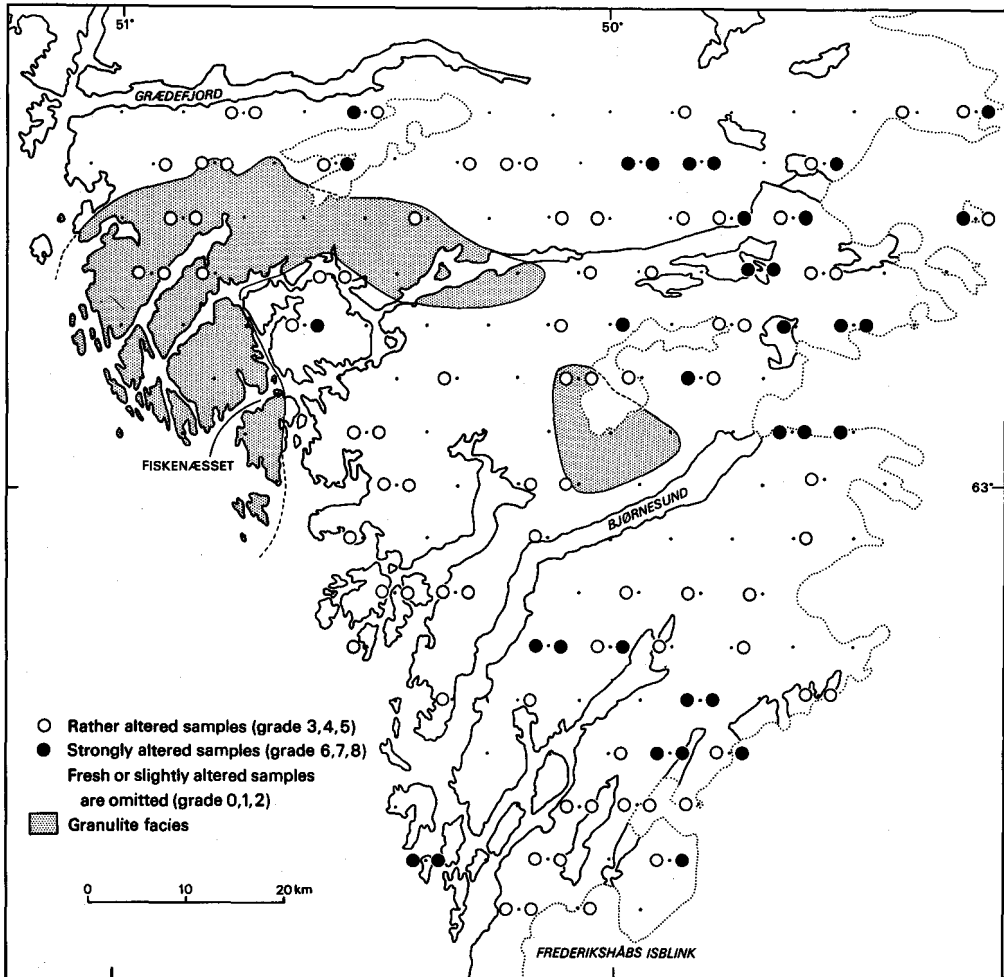 51°
50°
GRÆDEFJORD
FISKENÆSSET
63°
BJØRNESUND
Rather altered samples (grade 3,4,5)
Strongly altered samples (grade 6,7,8)
Fresh or slightly altered samples
are omitted (grade 0,1,2)
Granulite facies
0 10 20 km
FREDERIKSHÅBS ISBLINK